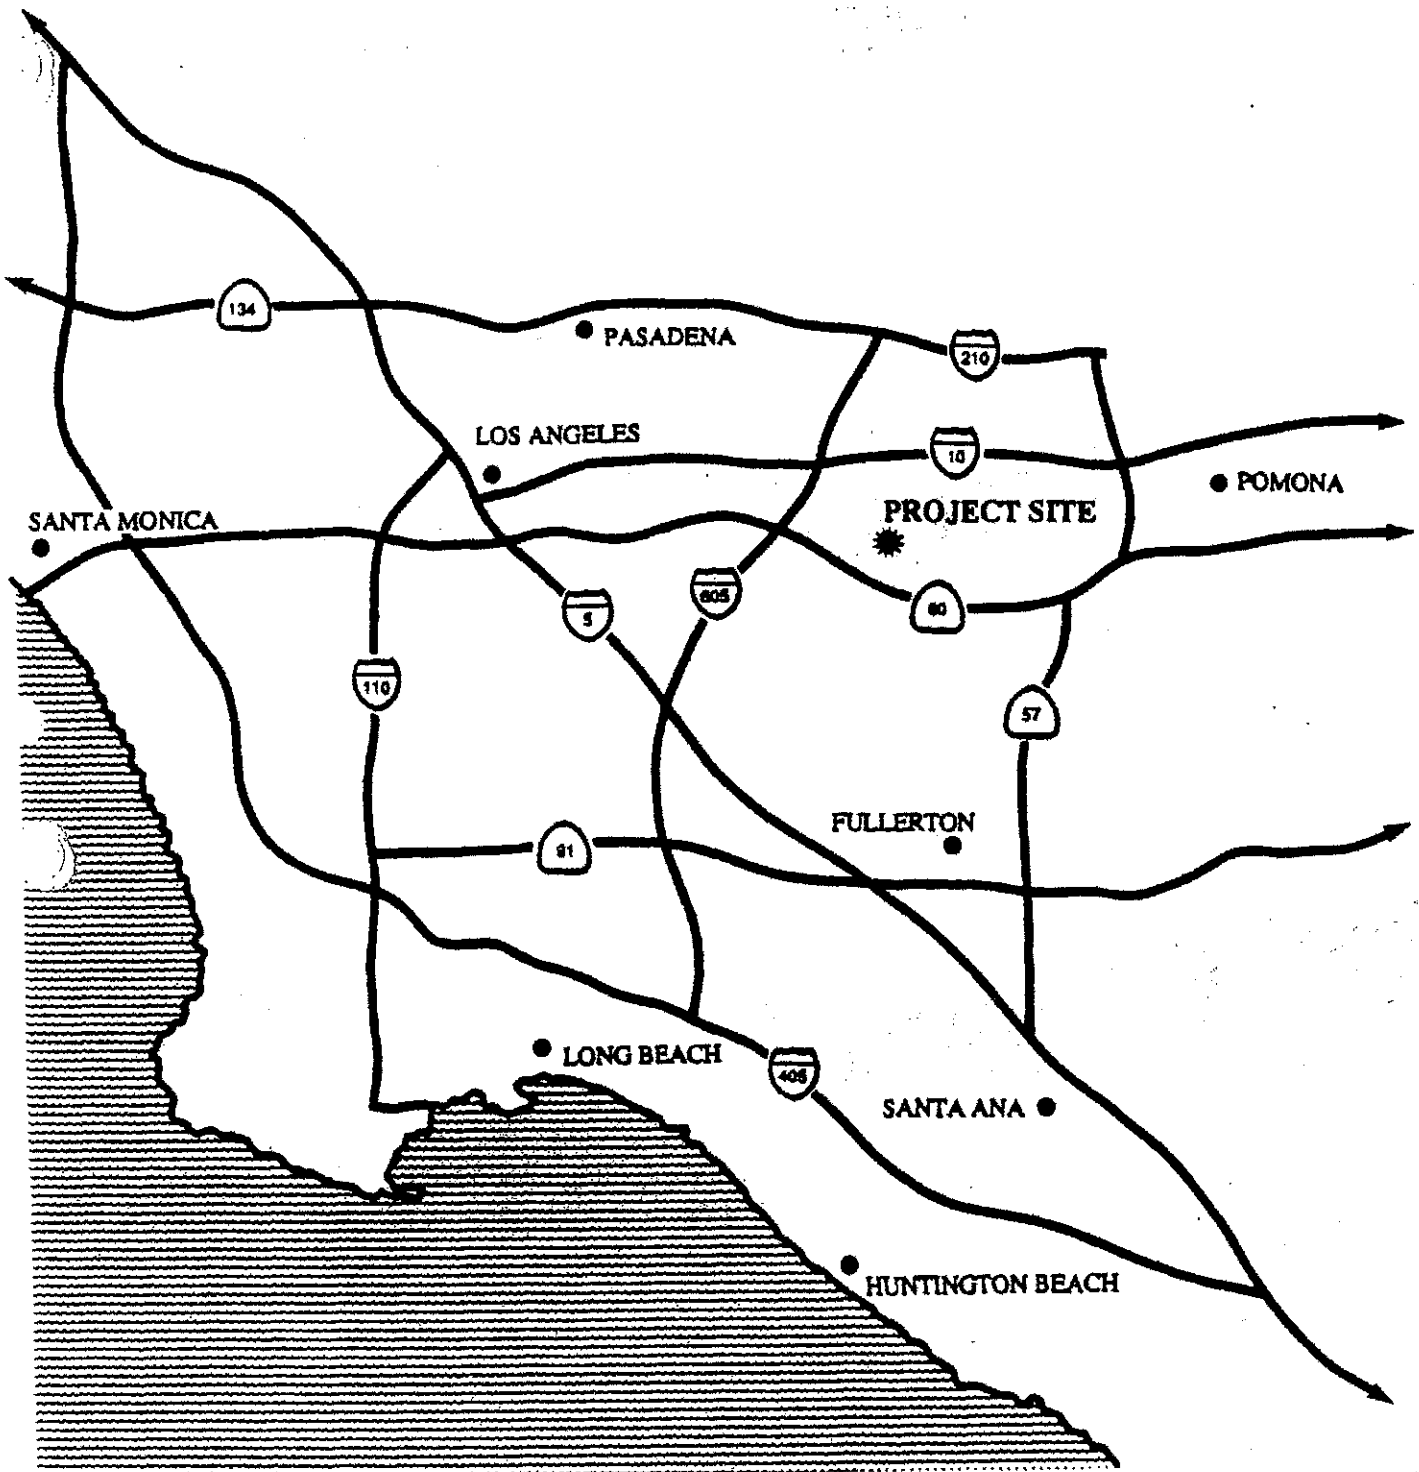 134
PASADENA
210
LOS ANGELES
10
POMONA
PROJECT SITE
SANTA MONICA
605
5
60
110
57
FULLERTON
91
LONG BEACH
405
SANTA ANA
HUNTINGTON BEACH